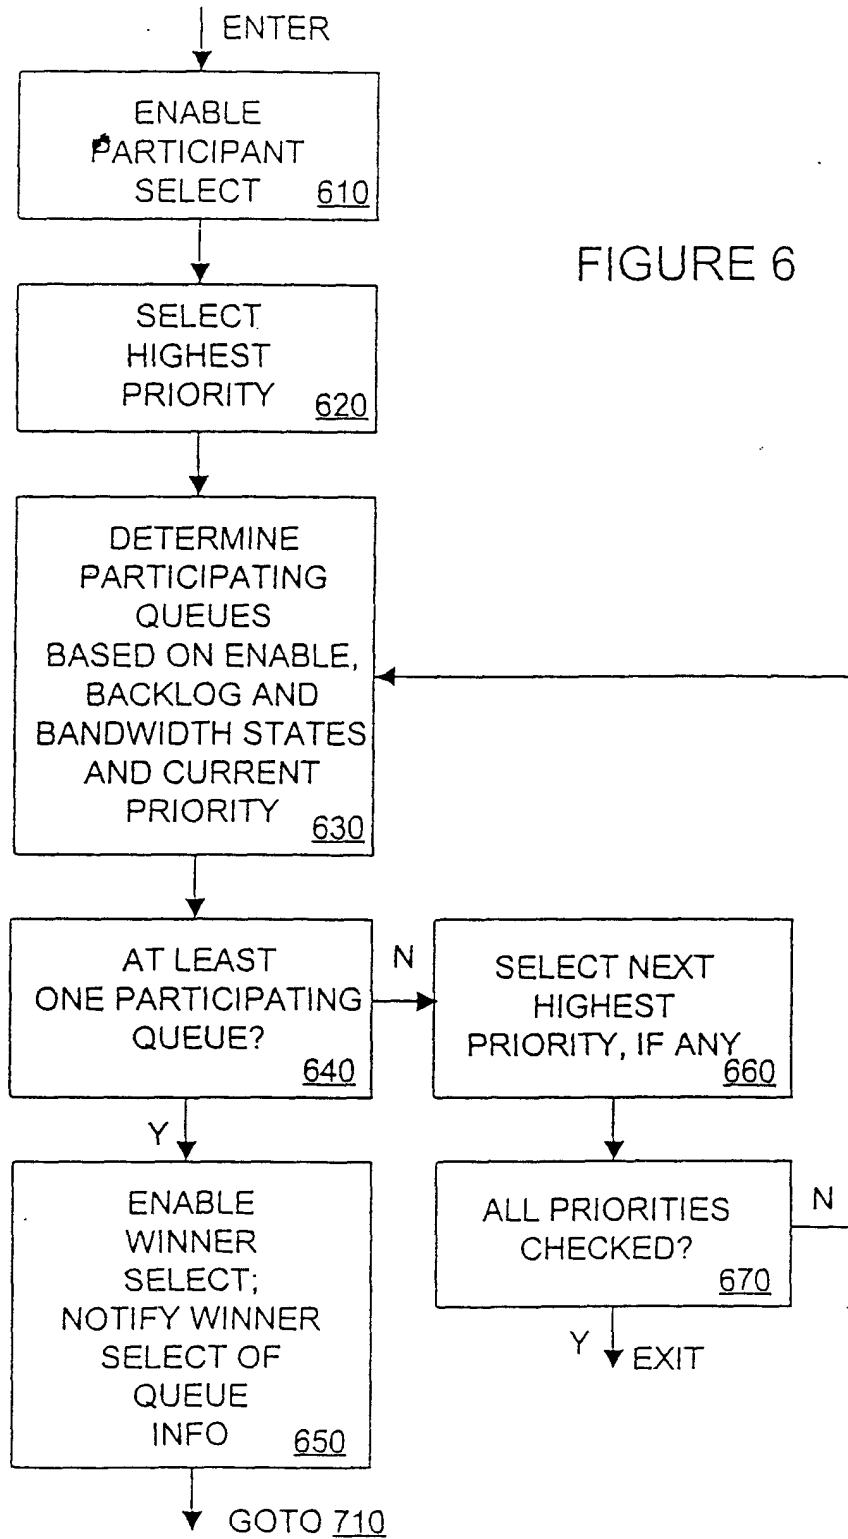 ENTER
ENABLE
PARTICIPANT
SELECT 610
FIGURE 6
SELECT
HIGHEST
PRIORITY 620
DETERMINE
PARTICIPATING
QUEUES
BASED ON ENABLE,
BACKLOG AND
BANDWIDTH STATES
AND CURRENT
PRIORITY 630
AT LEAST
ONE PARTICIPATING
QUEUE?
640
N
SELECT NEXT
HIGHEST
PRIORITY, IF ANY
660
Y
ENABLE
WINNER
SELECT;
NOTIFY WINNER
SELECT OF
QUEUE
INFO 650
ALL PRIORITIES
CHECKED?
670
N
Y
EXIT
GOTO 710